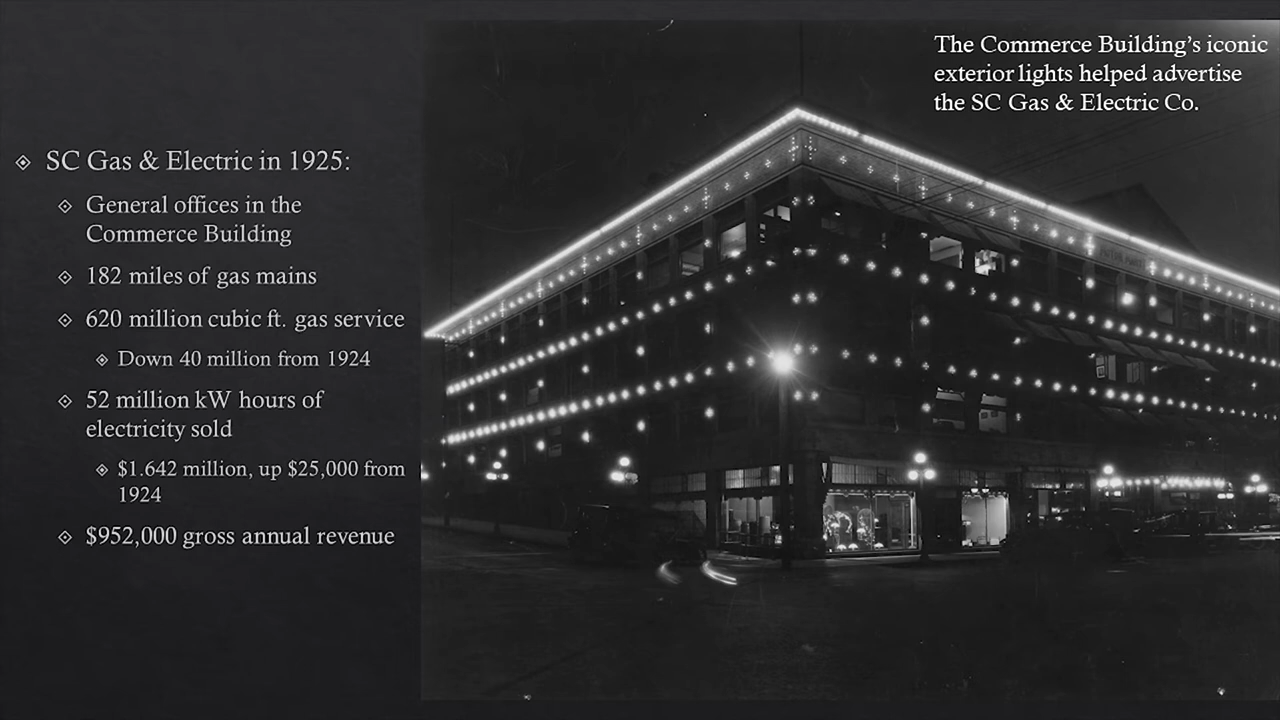 The Commerce Building's iconic
exterior lights helped advertise
the SC Gas & Electric Co.
SC Gas & Electric in 1925:
General offices in the
Commerce Building
182 miles of gas mains
620 million cubic ft. gas service
Down 40 million from 1924
52 million kW hours of
electricity sold
$1.642 million, up $25,000 from
1924
$952,000 gross annual revenue